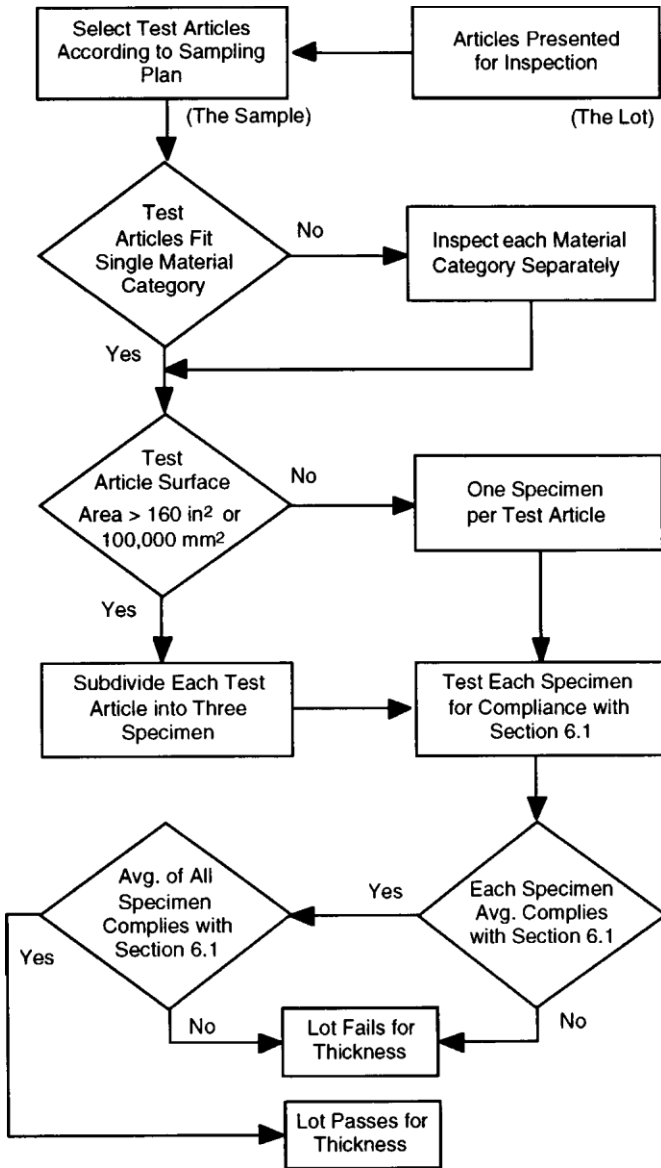 Select Test Articles
According to Sampling
Plan
Articles Presented
for Inspection
(The Sample)
(The Lot)
Test
Articles Fit
Single Material
Category
No
Inspect each Material
Category Separately
Yes
Test
Article Surface
Area > 160 in2 or
100,000 mm2
No
One Specimen
per Test Article
Yes
Subdivide Each Test
Article into Three
Specimen
Test Each Specimen
for Compliance with
Section 6.1
Avg. of All
Specimen
Complies with
Section 6.1
Yes
Each Specimen
Avg. Complies
with Section 6.1
Yes
No
Lot Fails for
Thickness
No
Lot Passes for
Thickness